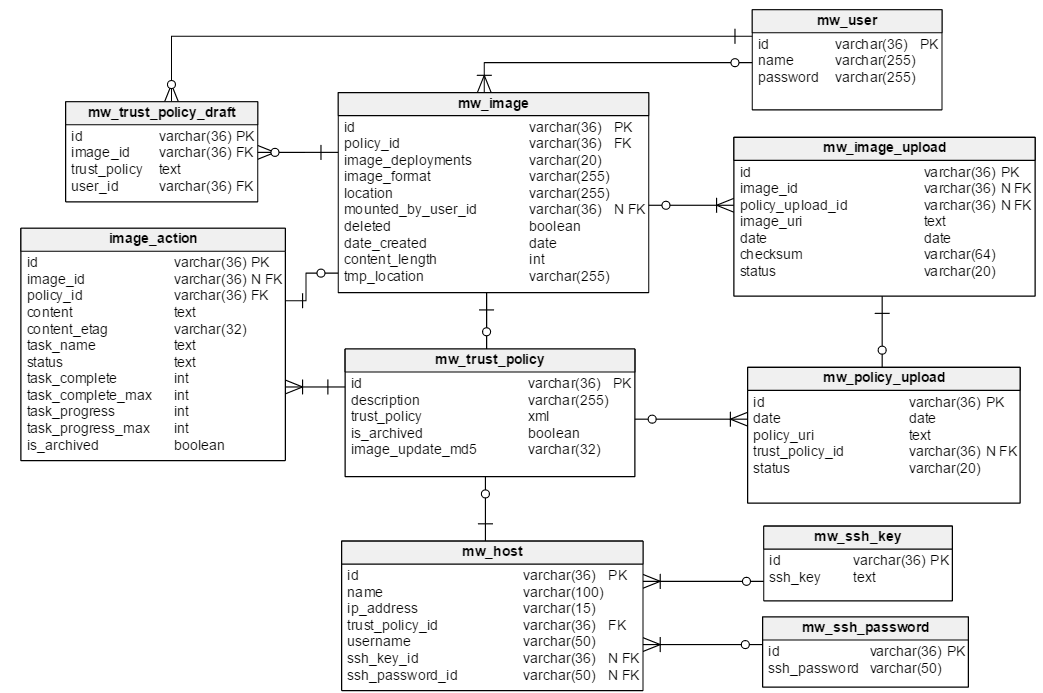 mw_user
id varchar(36) PK
name varchar(255)
password varchar(255)
mw_trust_policy_draft
id varchar(36) PK
image_id varchar(36) FK
trust_policy text
user_id varchar(36) FK
mw_image
id varchar(36) PK
policy_id varchar(36) FK
image_deployments varchar(20)
image_format varchar(255)
location varchar(255)
mounted_by_user_id varchar(36) N FK
deleted boolean
date_created date
content_length int
tmp_location varchar(255)
mw_image_upload
id varchar(36) PK
image_id varchar(36) N FK
policy_upload_id varchar(36) N FK
image_uri text
date date
checksum varchar(64)
status varchar(20)
image_action
id varchar(36) PK
image_id varchar(36) N FK
policy_id varchar(36) FK
content text
content_etag varchar(32)
task_name text
status text
task_complete int
task_complete_max int
task_progress int
task_progress_max int
is_archived boolean
mw_trust_policy
id varchar(36) PK
description varchar(255)
trust_policy xml
is_archived boolean
image_update_md5 varchar(32)
mw_policy_upload
id varchar(36) PK
date date
policy_uri text
trust_policy_id varchar(36) N FK
status varchar(20)
mw_host
id varchar(36) PK
name varchar(100)
ip_address varchar(15)
trust_policy_id varchar(36) FK
username varchar(50)
ssh_key_id varchar(36) N FK
ssh_password_id varchar(50) N FK
mw_ssh_key
id varchar(36) PK
ssh_key text
mw_ssh_password
id varchar(36) PK
ssh_password varchar(50)